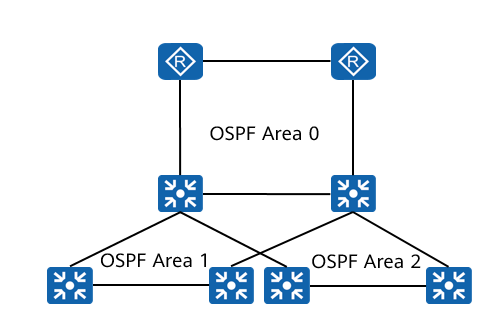 R
R
OSPF Area 0
OSPF Area 1
OSPF Area 2